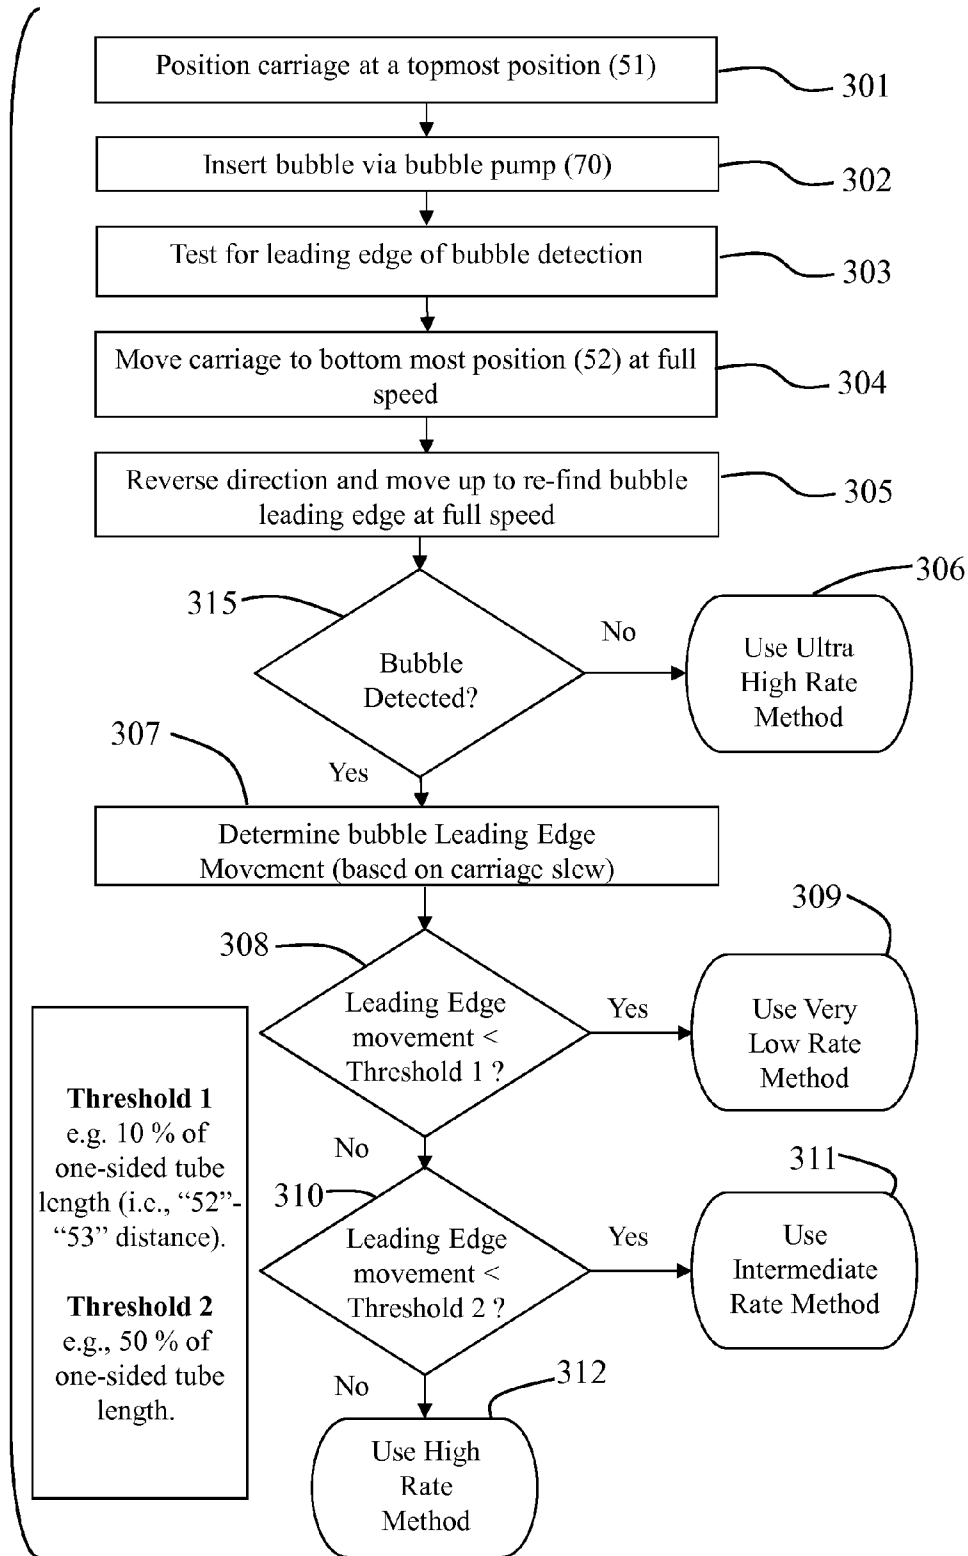 Position carriage at a topmost position (51)
301
Insert bubble via bubble pump (70)
302
Test for leading edge of bubble detection
303
Move carriage to bottom most position (52) at full
speed
304
Reverse direction and move up to re-find bubble
leading edge at full speed
305
315
Bubble
Detected?
No
306
Use Ultra
High Rate
Method
307
Yes
Determine bubble Leading Edge
Movement (based on carriage slew)
308
Leading Edge
movement <
Threshold 1 ?
Yes
309
Use Very
Low Rate
Method
No
310
Leading Edge
movement <
Threshold 2 ?
Yes
311
Use
Intermediate
Rate Method
No
312
Use High
Rate
Method
Threshold 1
e.g. 10 % of
one-sided tube
length (i.e., “52”-
“53” distance).
Threshold 2
e.g., 50 % of
one-sided tube
length.